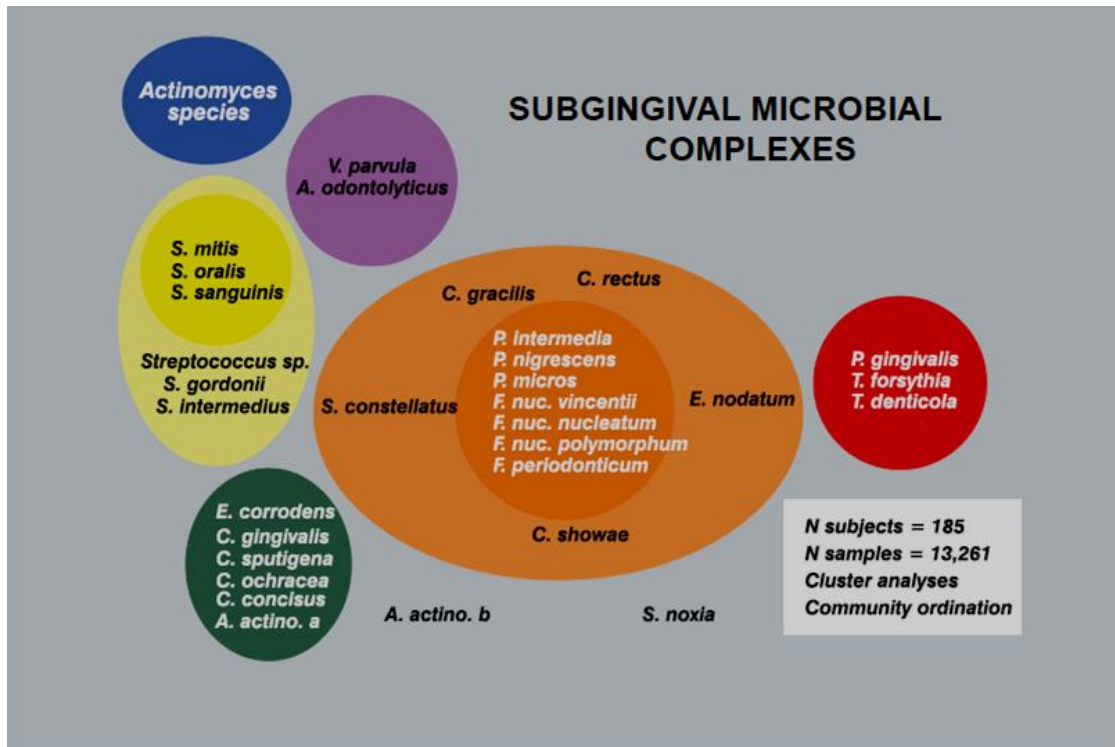 SUBGINGIVAL MICROBIAL
COMPLEXES
Actinomyces
species
V. parvula
A. odontolyticus
S. mitis
S. oralis
S. sanguinis
Streptococcus sp.
S. gordonii
S. intermedius
C. gracilis
C. rectus
P. intermedia
P. nigrescens
P. micros
F. nuc. vincentii
F. nuc. nucleatum
F. nuc. polymorphum
F. periodonticum
S. constellatus
E. nodatum
C. showae
P. gingivalis
T. forsythia
T. denticola
E. corrodens
C. gingivalis
C. sputigena
C. ochracea
C. concisus
A. actino. a
A. actino. b
S. noxia
N subjects = 185
N samples = 13,261
Cluster analyses
Community ordination